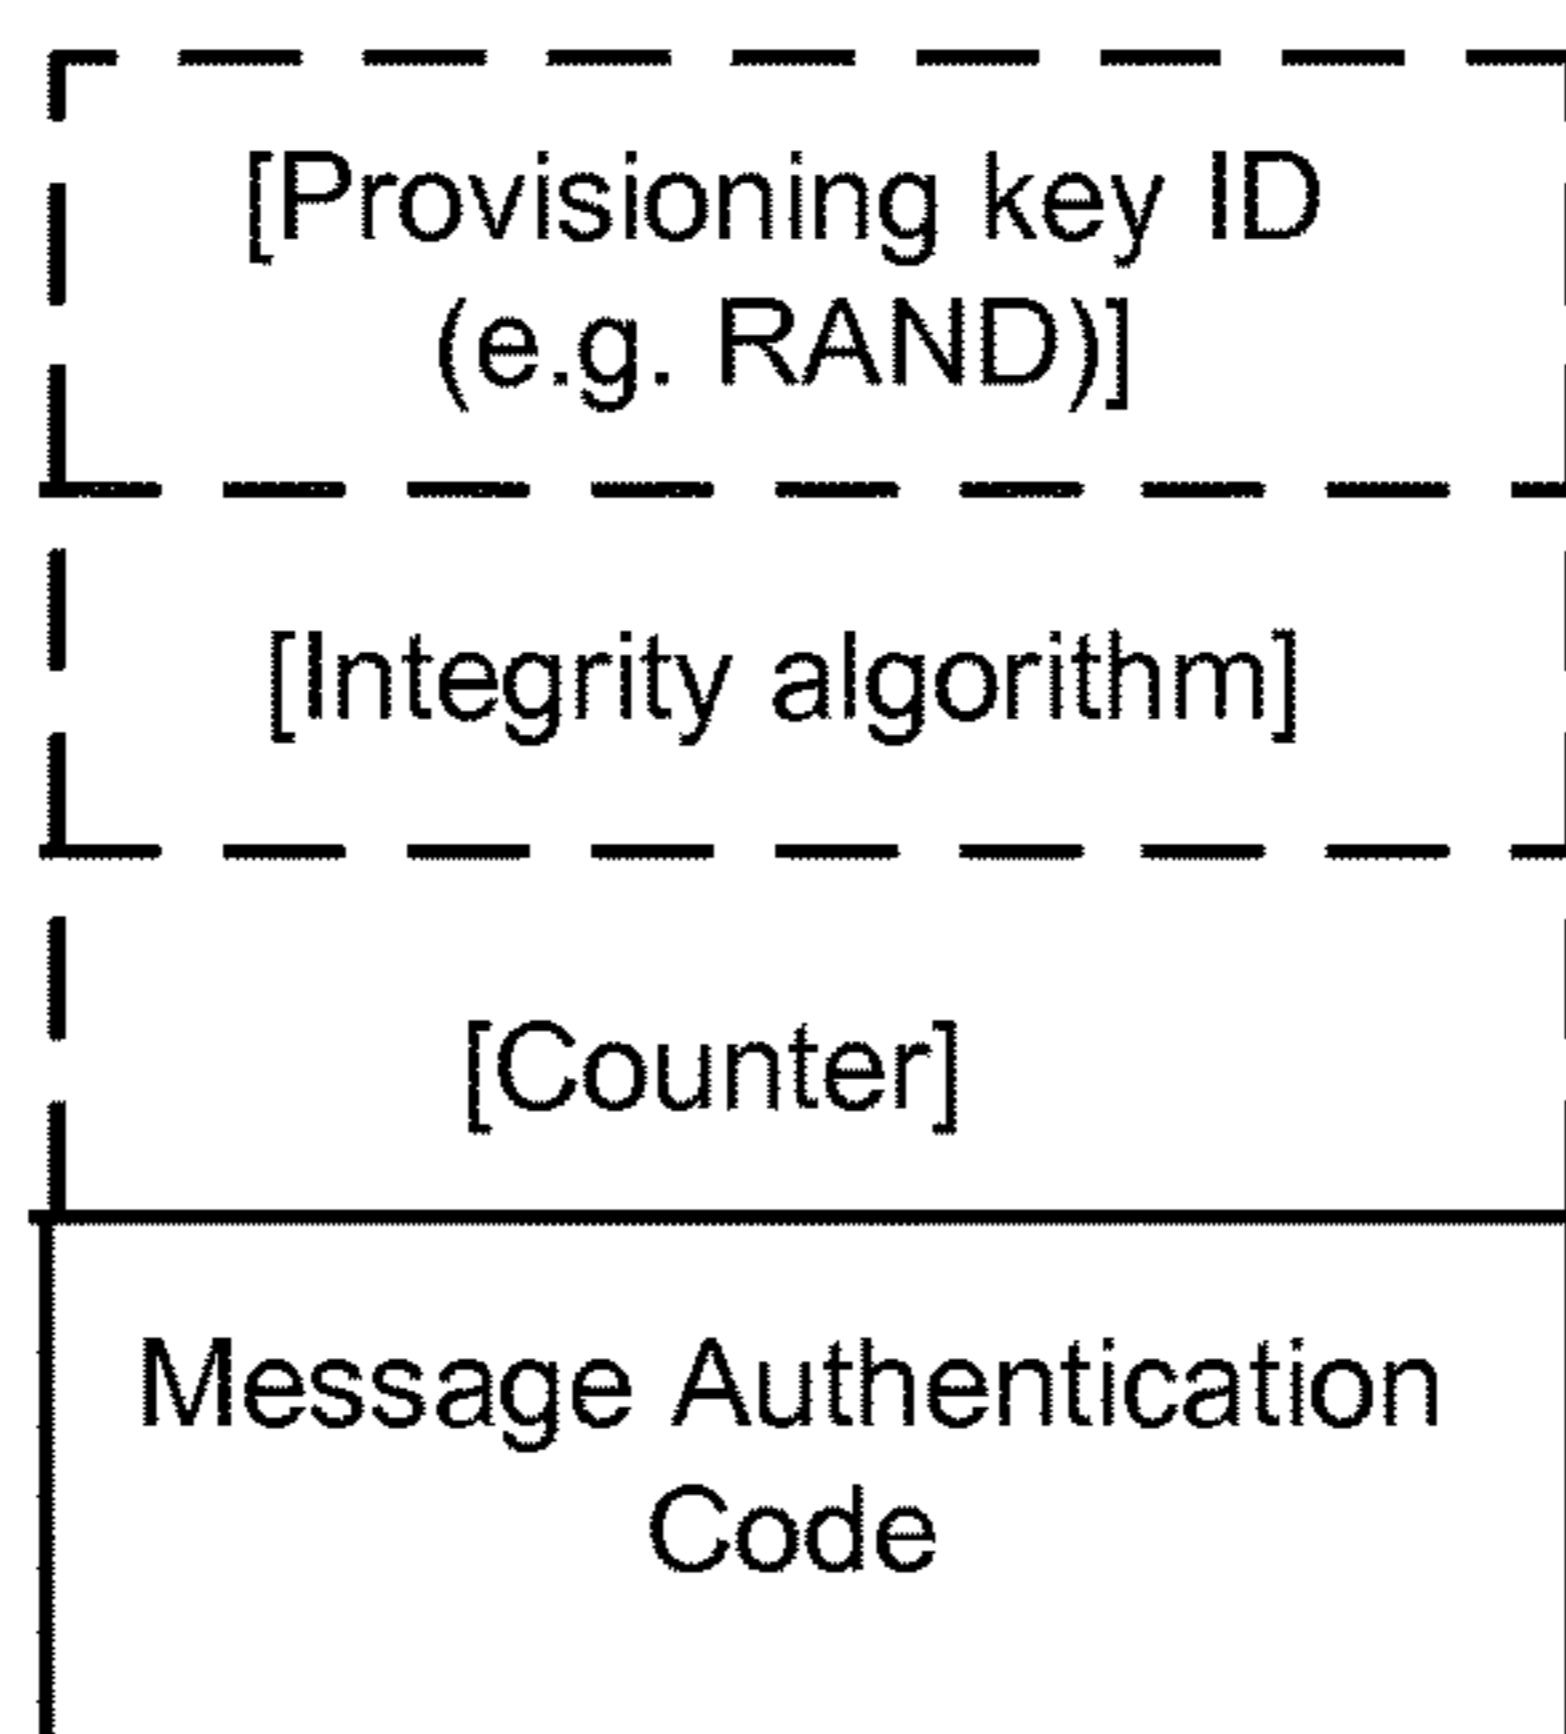 [Provisioning key ID
(e.g. RAND)]
[Integrity algorithm]
[Counter]
Message Authentication
Code